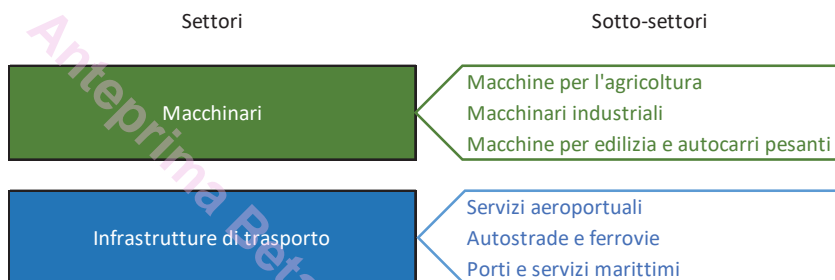 Settori
Sotto-settori
Macchinari
Macchine per l'agricoltura
Macchinari industriali
Macchine per edilizia e autocarri pesanti
Infrastrutture di trasporto
Servizi aeroportuali
Autostrade e ferrovie
Porti e servizi marittimi
Anteprima Beta